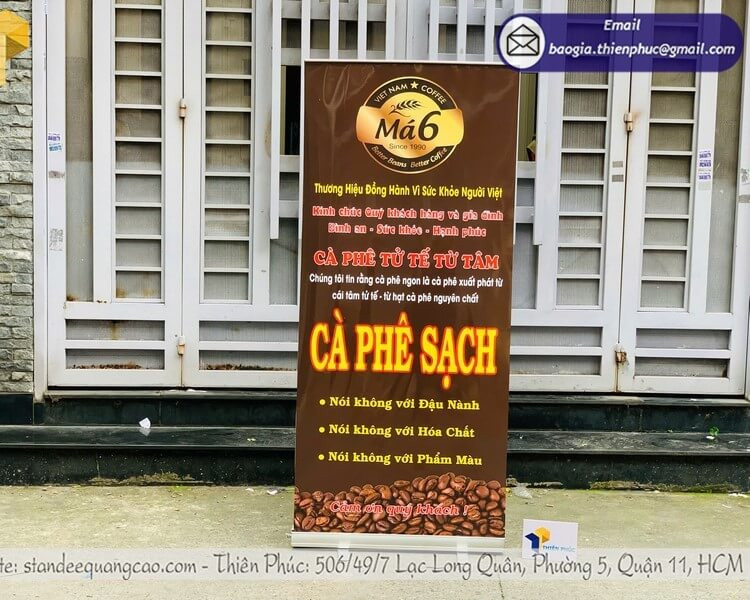 Email
baogia.thienphuc@gmail.com
VIET NAM ★ COFFEE
Má6
Since 1990
Better Beans Better Coffee
Thương Hiệu Đồng Hành Vì Sức Khỏe Người Việt
Kính chúc Quý khách hàng và gia đình
Bình an - Sức khỏe - Hạnh phúc
CÀ PHÊ TỬ TẾ TỪ TÂM
Chúng tôi tin rằng cà phê ngon là cà phê xuất phát từ
cái tâm tử tế - từ hạt cà phê nguyên chất
CÀ PHÊ SẠCH
• Nói không với Đậu Nành
• Nói không với Hóa Chất
• Nói không với Phẩm Màu
Cảm ơn quý khách !
THIÊN PHÚC
te: standeequangcao.com - Thiên Phúc: 506/49/7 Lạc Long Quân, Phường 5, Quận 11, HCM